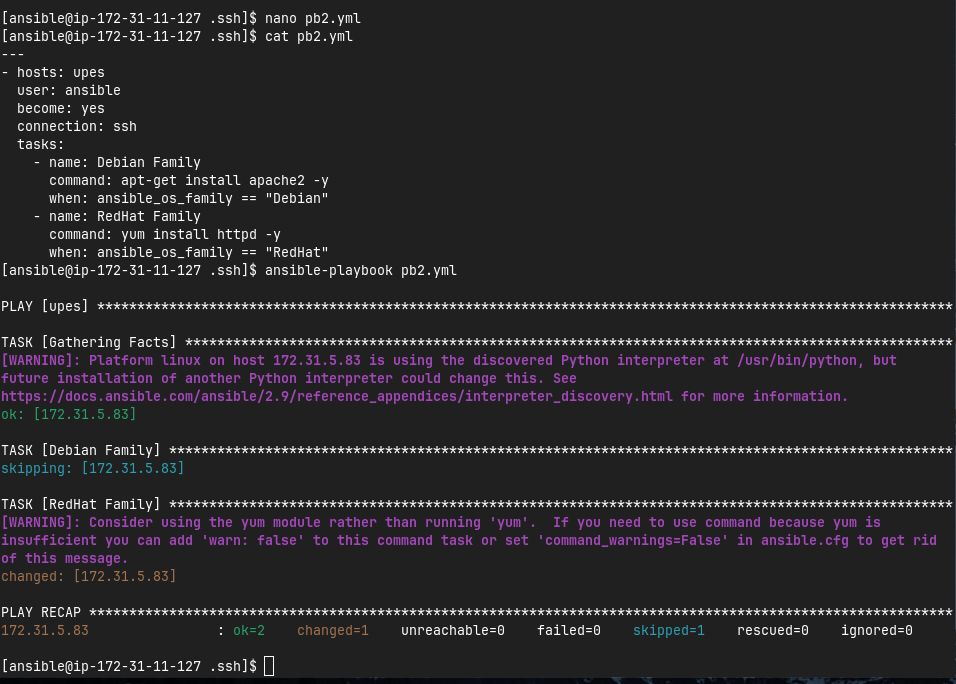 [ansible@ip-172-31-11-127 .ssh]$ nano pb2.yml
[ansible@ip-172-31-11-127 .ssh]$ cat pb2.yml
---
- hosts: upes
  user: ansible
  become: yes
  connection: ssh
  tasks:
    - name: Debian Family
      command: apt-get install apache2 -y
      when: ansible_os_family == "Debian"
    - name: RedHat Family
      command: yum install httpd -y
      when: ansible_os_family == "RedHat"
[ansible@ip-172-31-11-127 .ssh]$ ansible-playbook pb2.yml

PLAY [upes] ***********************************************************************************************************

TASK [Gathering Facts] ************************************************************************************************
[WARNING]: Platform linux on host 172.31.5.83 is using the discovered Python interpreter at /usr/bin/python, but
future installation of another Python interpreter could change this. See
https://docs.ansible.com/ansible/2.9/reference_appendices/interpreter_discovery.html for more information.
ok: [172.31.5.83]

TASK [Debian Family] **************************************************************************************************
skipping: [172.31.5.83]

TASK [RedHat Family] **************************************************************************************************
[WARNING]: Consider using the yum module rather than running 'yum'.  If you need to use command because yum is
insufficient you can add 'warn: false' to this command task or set 'command_warnings=False' in ansible.cfg to get rid
of this message.
changed: [172.31.5.83]

PLAY RECAP ************************************************************************************************************
172.31.5.83                : ok=2    changed=1    unreachable=0    failed=0    skipped=1    rescued=0    ignored=0

[ansible@ip-172-31-11-127 .ssh]$